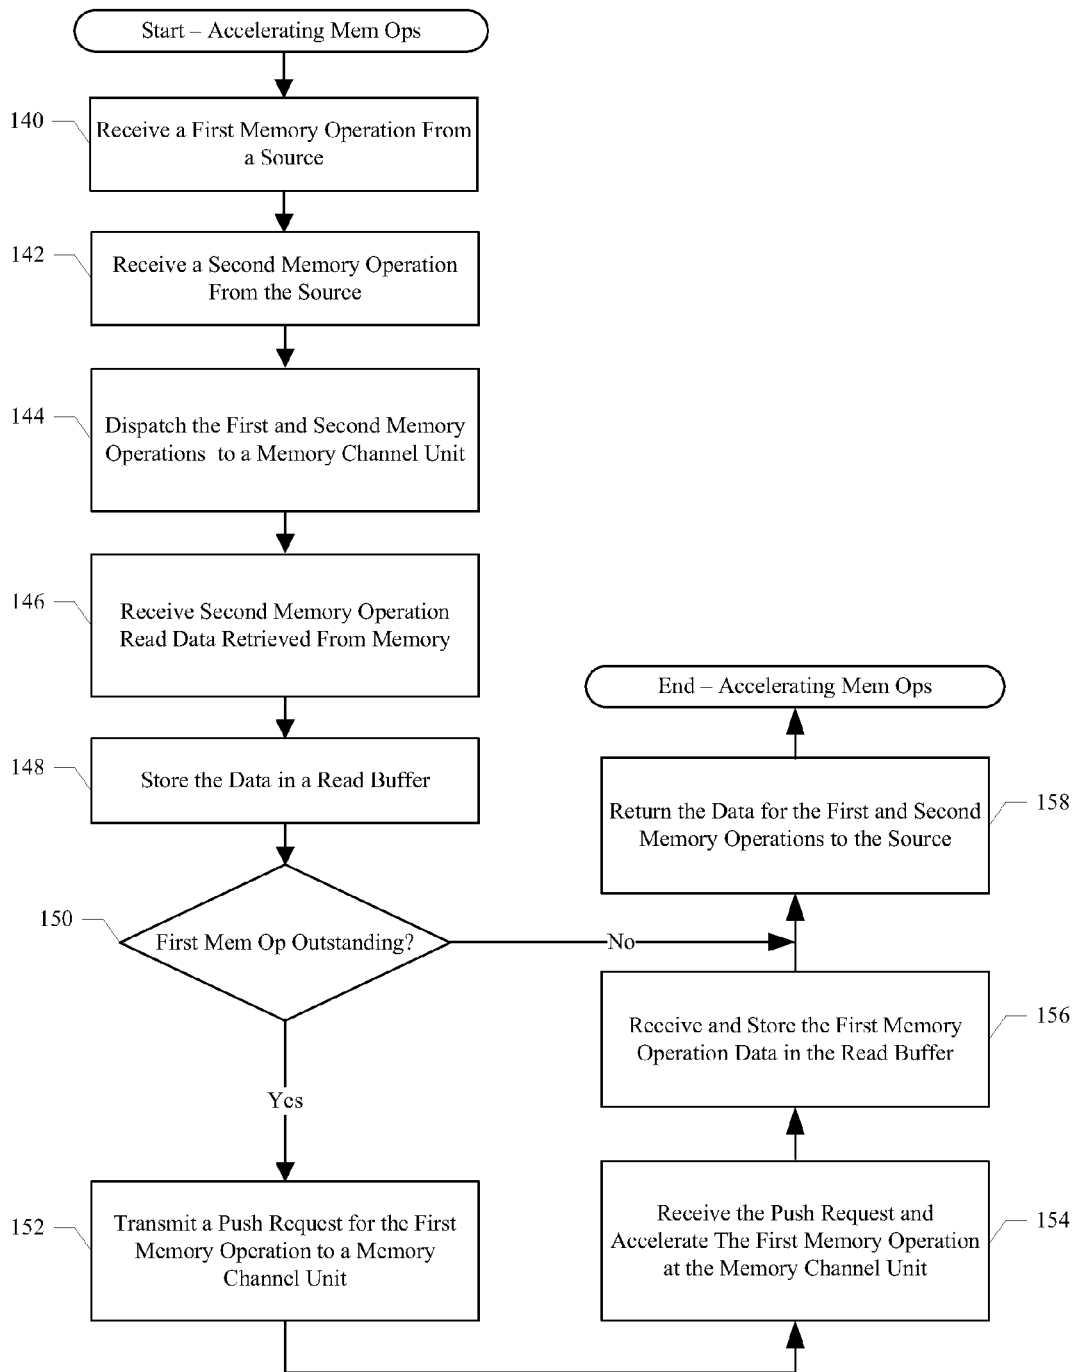 Start – Accelerating Mem Ops
140
Receive a First Memory Operation From
a Source
142
Receive a Second Memory Operation
From the Source
144
Dispatch the First and Second Memory
Operations to a Memory Channel Unit
146
Receive Second Memory Operation
Read Data Retrieved From Memory
148
Store the Data in a Read Buffer
150
First Mem Op Outstanding?
No
Yes
152
Transmit a Push Request for the First
Memory Operation to a Memory
Channel Unit
154
Receive the Push Request and
Accelerate The First Memory Operation
at the Memory Channel Unit
156
Receive and Store the First Memory
Operation Data in the Read Buffer
158
Return the Data for the First and Second
Memory Operations to the Source
End – Accelerating Mem Ops